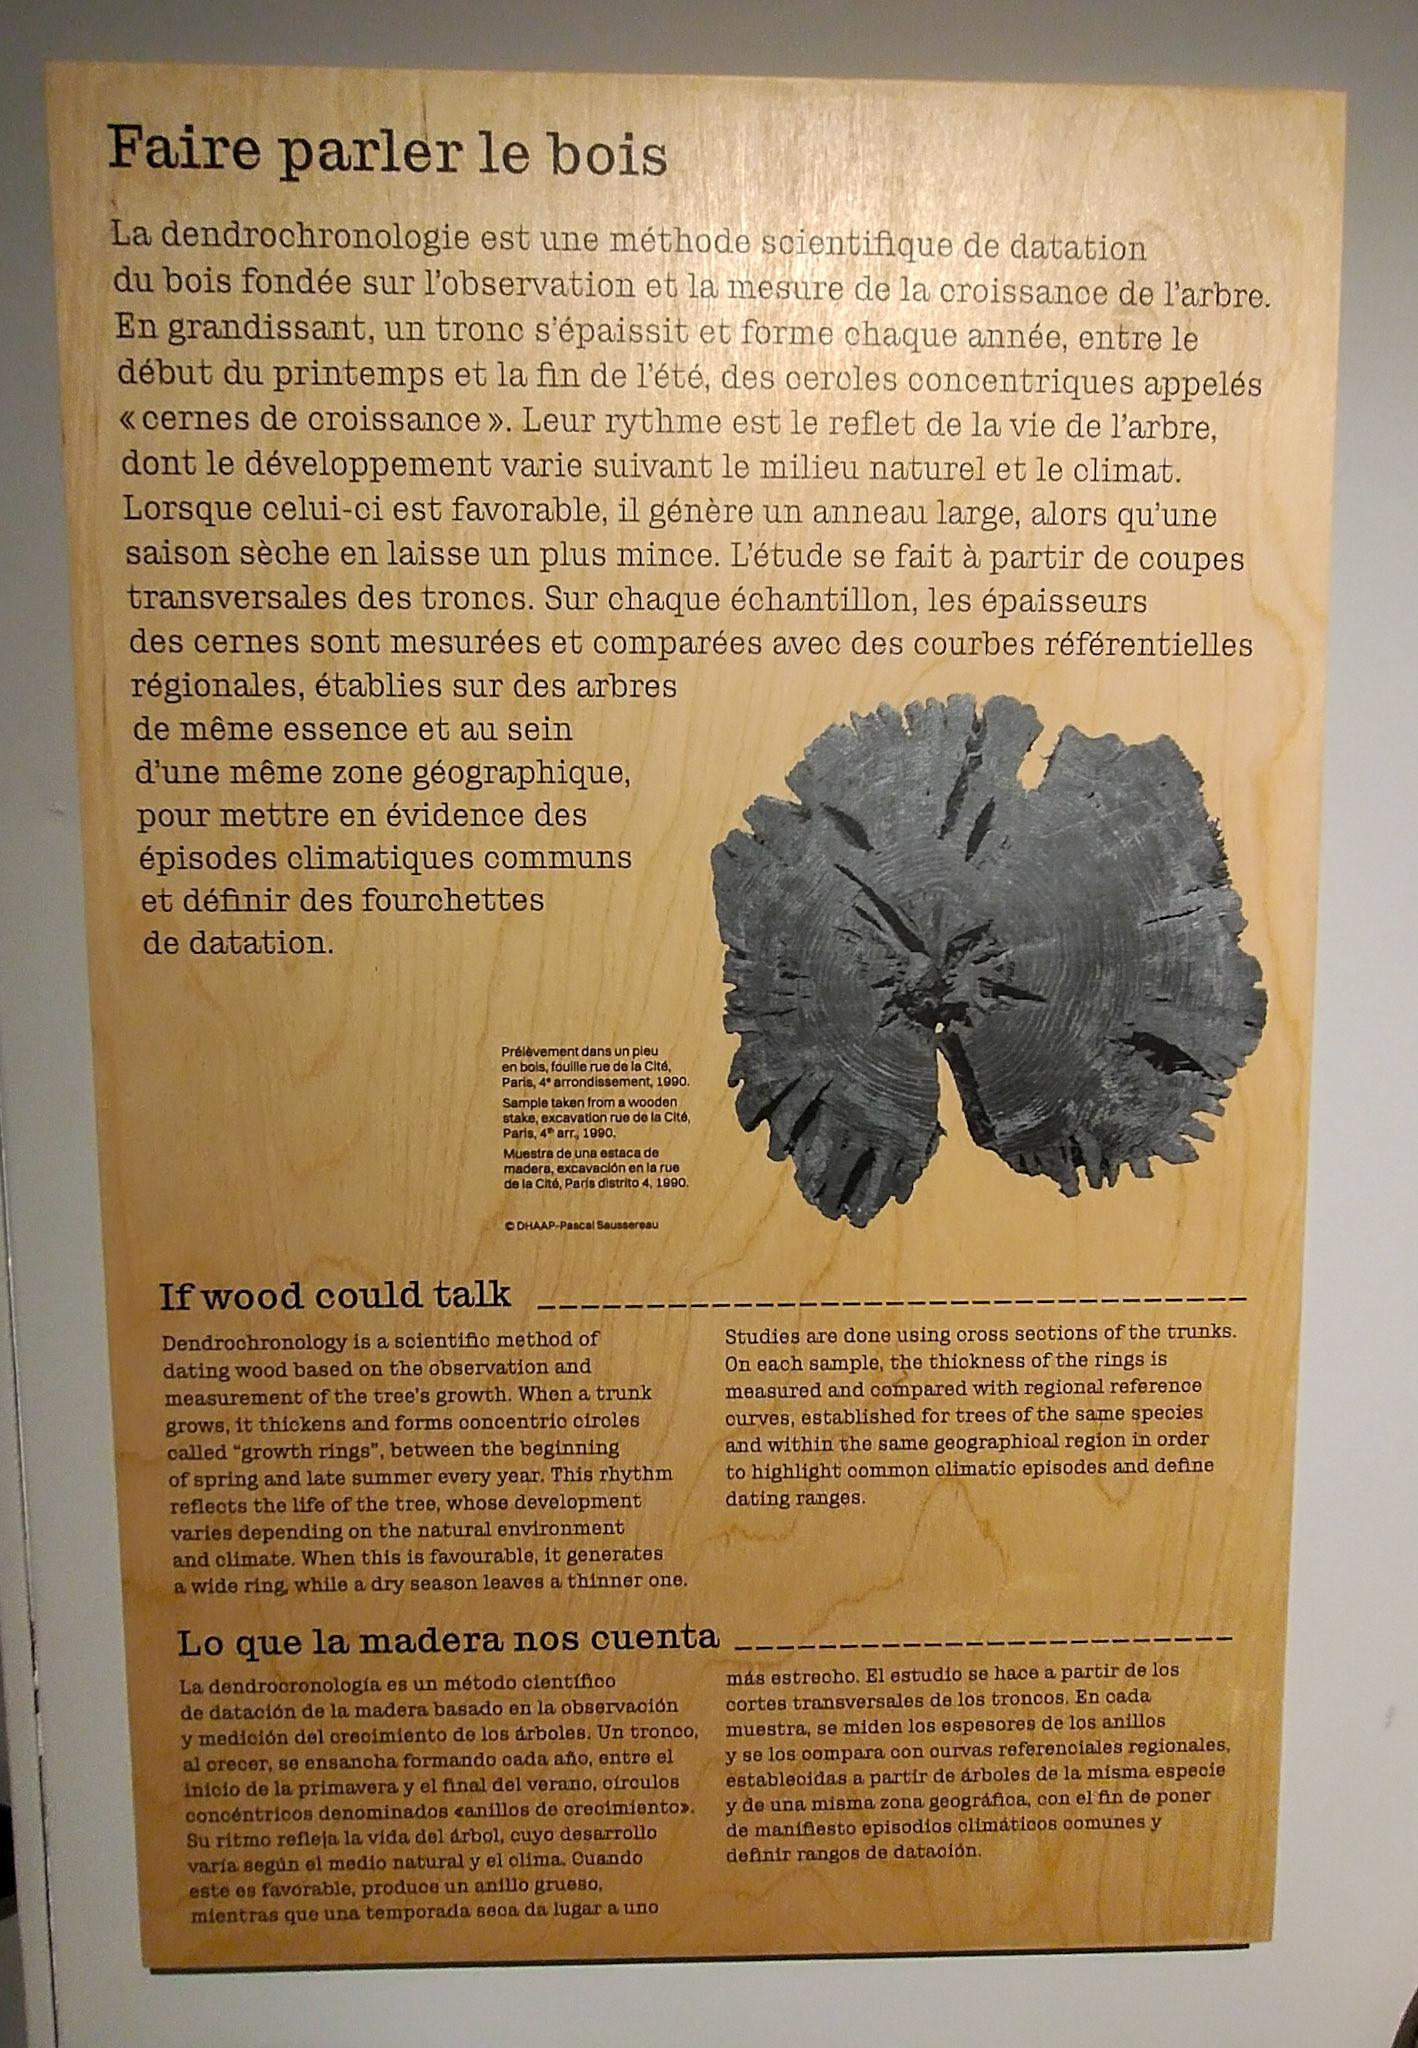 Faire parler le bois
La dendrochronologie est une méthode scientifique de datation
du bois fondée sur l'observation et la mesure de la croissance de l'arbre.
En grandissant, un tronc s'épaissit et forme chaque année, entre le
début du printemps et la fin de l'été, des cercles concentriques appelés
« cernes de croissance ». Leur rythme est le reflet de la vie de l'arbre,
dont le développement varie suivant le milieu naturel et le climat.
Lorsque celui-ci est favorable, il génère un anneau large, alors qu'une
saison sèche en laisse un plus mince. L'étude se fait à partir de coupes
transversales des troncs. Sur chaque échantillon, les épaisseurs
des cernes sont mesurées et comparées avec des courbes référentielles
régionales, établies sur des arbres
de même essence et au sein
d'une même zone géographique,
pour mettre en évidence des
épisodes climatiques communs
et définir des fourchettes
de datation.
Prélèvement dans un pieu
en bois, fouille rue de la Cité,
Paris, 4e arrondissement, 1990.
Sample taken from a wooden
stake, excavation rue de la Cité,
Paris, 4th arr., 1990.
Muestra de una estaca de
madera, excavación en la rue
de la Cité, París distrito 4, 1990.
© DHAAP-Pascal Saussereau
If wood could talk
Dendrochronology is a scientific method of
dating wood based on the observation and
measurement of the tree's growth. When a trunk
grows, it thickens and forms concentric circles
called "growth rings", between the beginning
of spring and late summer every year. This rhythm
reflects the life of the tree, whose development
varies depending on the natural environment
and climate. When this is favourable, it generates
a wide ring, while a dry season leaves a thinner one.
Studies are done using cross sections of the trunks.
On each sample, the thickness of the rings is
measured and compared with regional reference
curves, established for trees of the same species
and within the same geographical region in order
to highlight common climatic episodes and define
dating ranges.
Lo que la madera nos cuenta
La dendrocronología es un método científico
de datación de la madera basado en la observación
y medición del crecimiento de los árboles. Un tronco,
al crecer, se ensancha formando cada año, entre el
inicio de la primavera y el final del verano, círculos
concéntricos denominados «anillos de crecimiento».
Su ritmo refleja la vida del árbol, cuyo desarrollo
varía según el medio natural y el clima. Cuando
este es favorable, produce un anillo grueso,
mientras que una temporada seca da lugar a uno
más estrecho. El estudio se hace a partir de los
cortes transversales de los troncos. En cada
muestra, se miden los espesores de los anillos
y se los compara con curvas referenciales regionales,
establecidas a partir de árboles de la misma especie
y de una misma zona geográfica, con el fin de poner
de manifiesto episodios climáticos comunes y
definir rangos de datación.